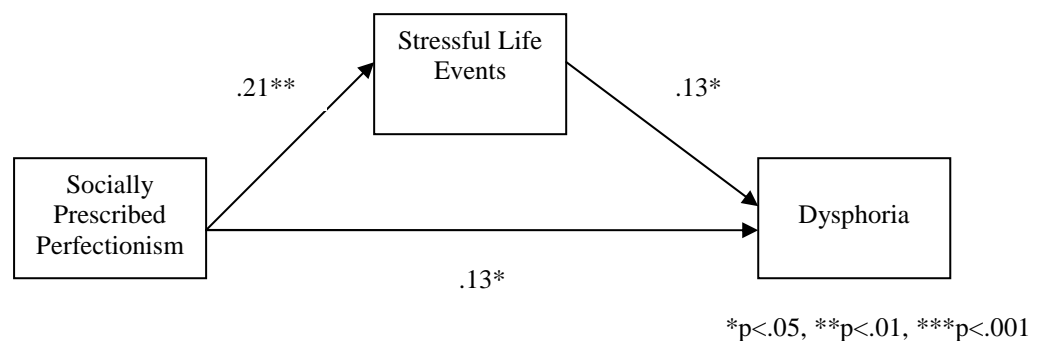 Stressful Life
Events
.21**
.13*
Socially
Prescribed
Perfectionism
Dysphoria
.13*
*p<.05, **p<.01, ***p<.001